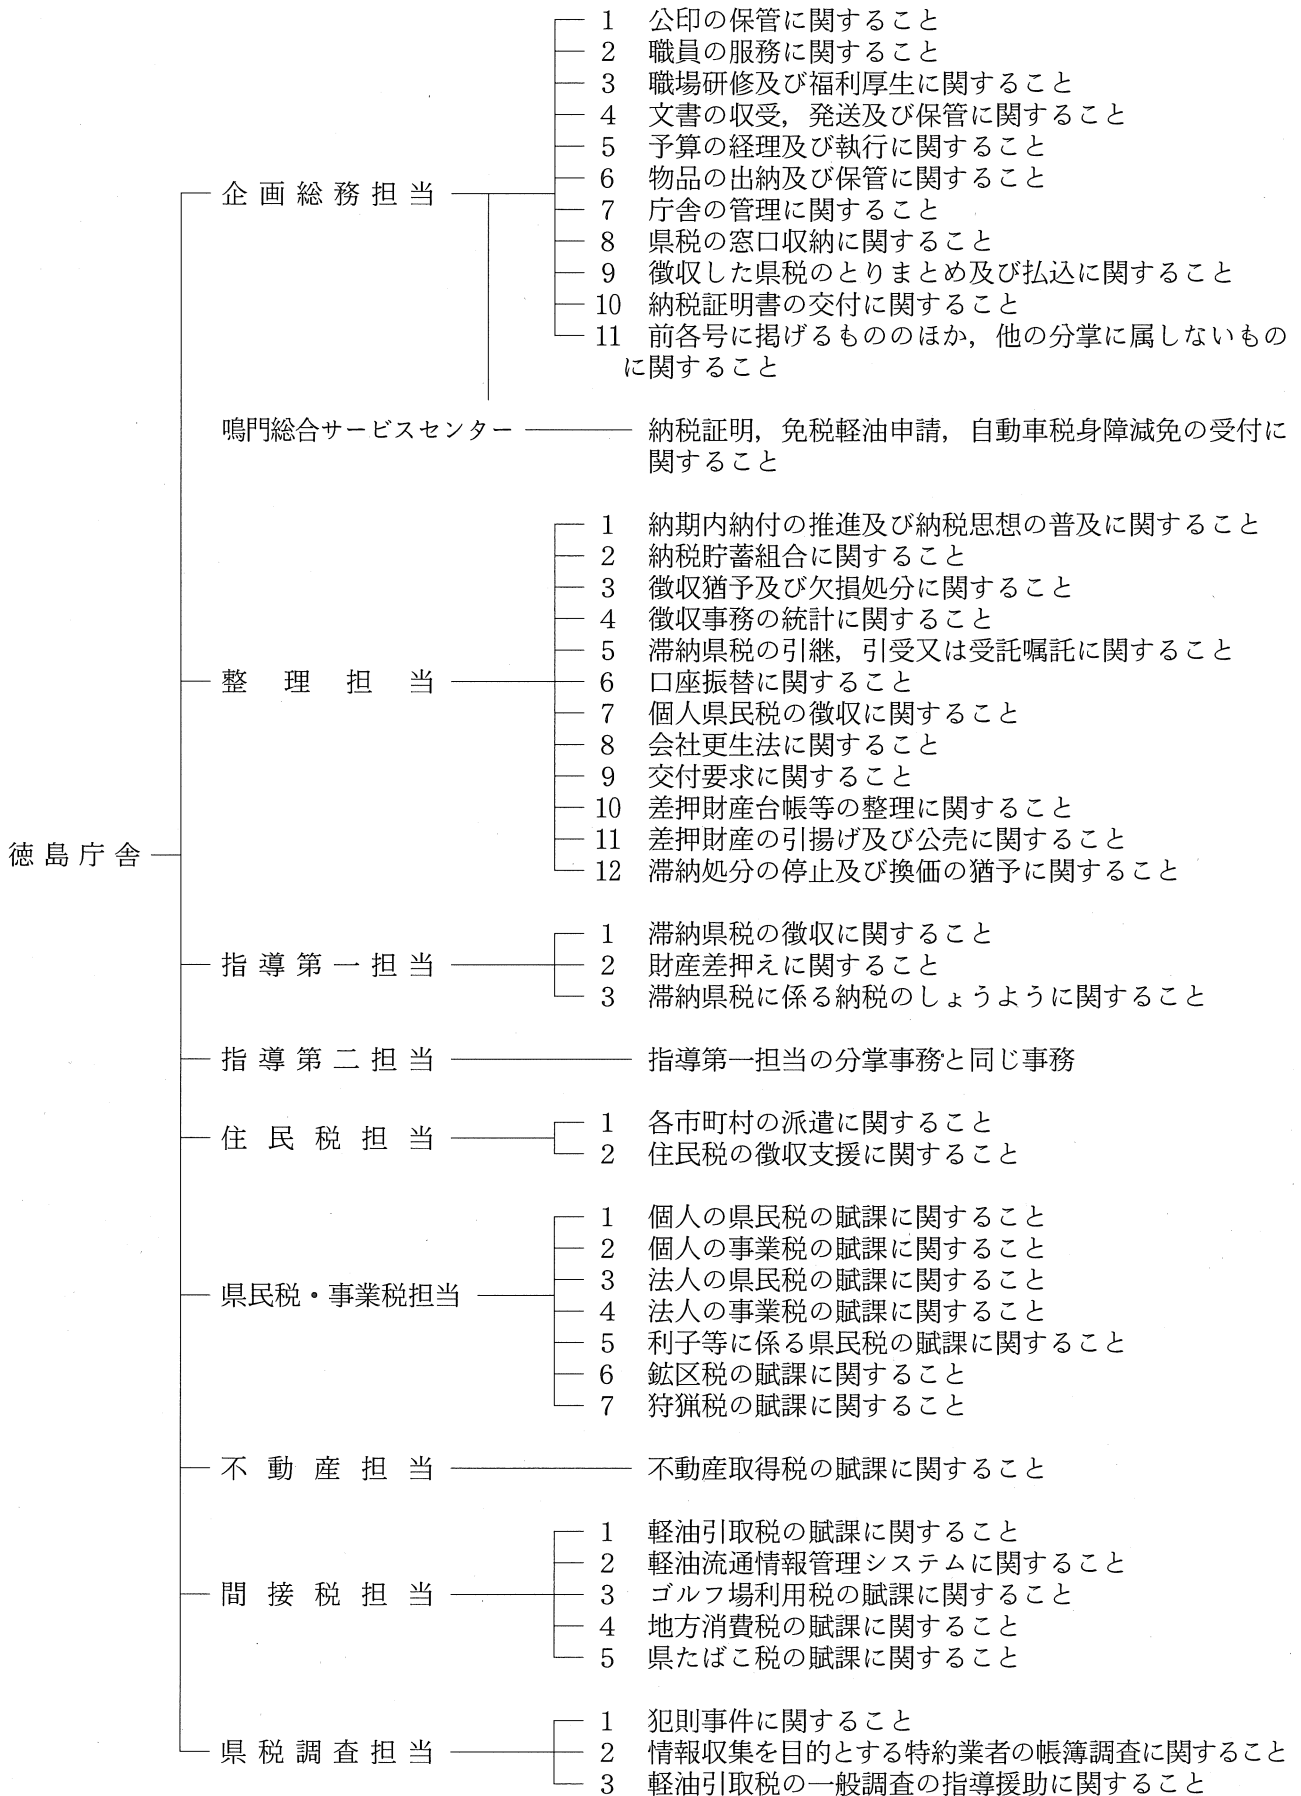 徳島庁舎
企画総務担当
1 公印の保管に関すること
2 職員の服務に関すること
3 職場研修及び福利厚生に関すること
4 文書の収受，発送及び保管に関すること
5 予算の経理及び執行に関すること
6 物品の出納及び保管に関すること
7 庁舎の管理に関すること
8 県税の窓口収納に関すること
9 徴収した県税のとりまとめ及び払込に関すること
10 納税証明書の交付に関すること
11 前各号に掲げるもののほか，他の分掌に属しないもの
に関すること
鳴門総合サービスセンター
納税証明，免税軽油申請，自動車税身障減免の受付に
関すること
整理担当
1 納期内納付の推進及び納税思想の普及に関すること
2 納税貯蓄組合に関すること
3 徴収猶予及び欠損処分に関すること
4 徴収事務の統計に関すること
5 滞納県税の引継，引受又は受託嘱託に関すること
6 口座振替に関すること
7 個人県民税の徴収に関すること
8 会社更生法に関すること
9 交付要求に関すること
10 差押財産台帳等の整理に関すること
11 差押財産の引揚げ及び公売に関すること
12 滞納処分の停止及び換価の猶予に関すること
指導第一担当
1 滞納県税の徴収に関すること
2 財産差押えに関すること
3 滞納県税に係る納税のしょうように関すること
指導第二担当
指導第一担当の分掌事務と同じ事務
住民税担当
1 各市町村の派遣に関すること
2 住民税の徴収支援に関すること
県民税・事業税担当
1 個人の県民税の賦課に関すること
2 個人の事業税の賦課に関すること
3 法人の県民税の賦課に関すること
4 法人の事業税の賦課に関すること
5 利子等に係る県民税の賦課に関すること
6 鉱区税の賦課に関すること
7 狩猟税の賦課に関すること
不動産担当
不動産取得税の賦課に関すること
間接税担当
1 軽油引取税の賦課に関すること
2 軽油流通情報管理システムに関すること
3 ゴルフ場利用税の賦課に関すること
4 地方消費税の賦課に関すること
5 県たばこ税の賦課に関すること
県税調査担当
1 犯則事件に関すること
2 情報収集を目的とする特約業者の帳簿調査に関すること
3 軽油引取税の一般調査の指導援助に関すること